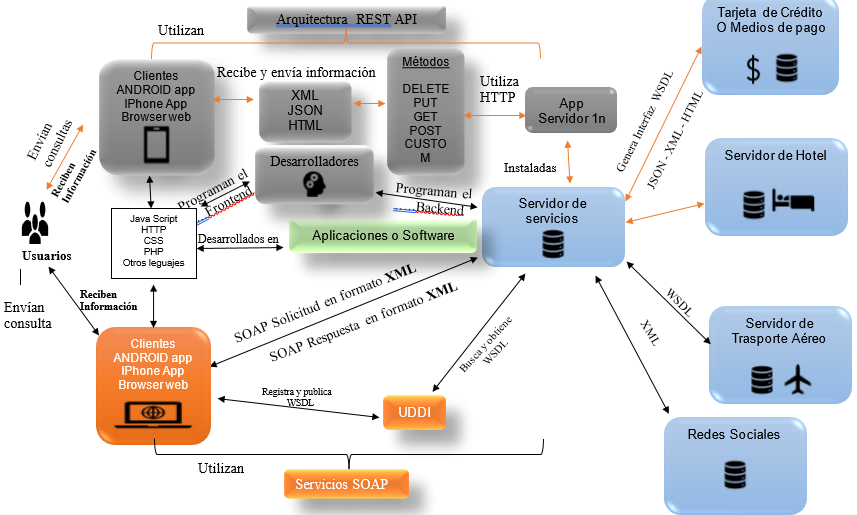 Arquitectura REST API
Utilizan
Clientes
ANDROID app
IPhone App
Browser web
Recibe y envía información
XML
JSON
HTML
Métodos
DELETE
PUT
GET
POST
CUSTO
M
Utiliza
HTTP
App
Servidor 1n
Instaladas
Tarjeta de Crédito
O Medios de pago
$
Genera Interfaz WSDL
JSON - XML - HTML
Servidor de Hotel
Envían
consultas
Reciben
Información
Usuarios
Envían
consulta
Programan el
Frontend
Desarrolladores
Programan el
Backend
Servidor de
servicios
Java Script
HTTP
CSS
PHP
Otros leguajes
Desarrollados en
Aplicaciones o Software
Reciben
Información
SOAP Solicitud en formato XML
SOAP Respuesta en formato XML
WSDL
XML
Servidor de
Trasporte Aéreo
Clientes
ANDROID app
IPhone App
Browser web
Registra y publica
WSDL
UDDI
Busca y obtiene
WSDL
Redes Sociales
Utilizan
Servicios SOAP